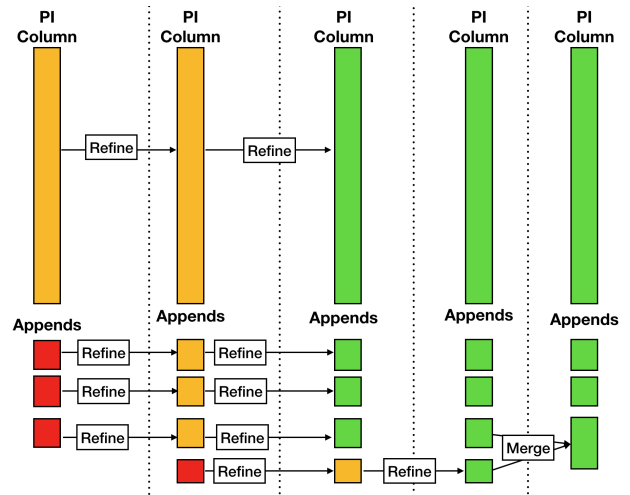 PI
Column
PI
Column
PI
Column
PI
Column
PI
Column
Refine
Refine
Appends
Appends
Appends
Appends
Appends
Refine
Refine
Refine
Refine
Refine
Refine
Merge
Refine
Refine